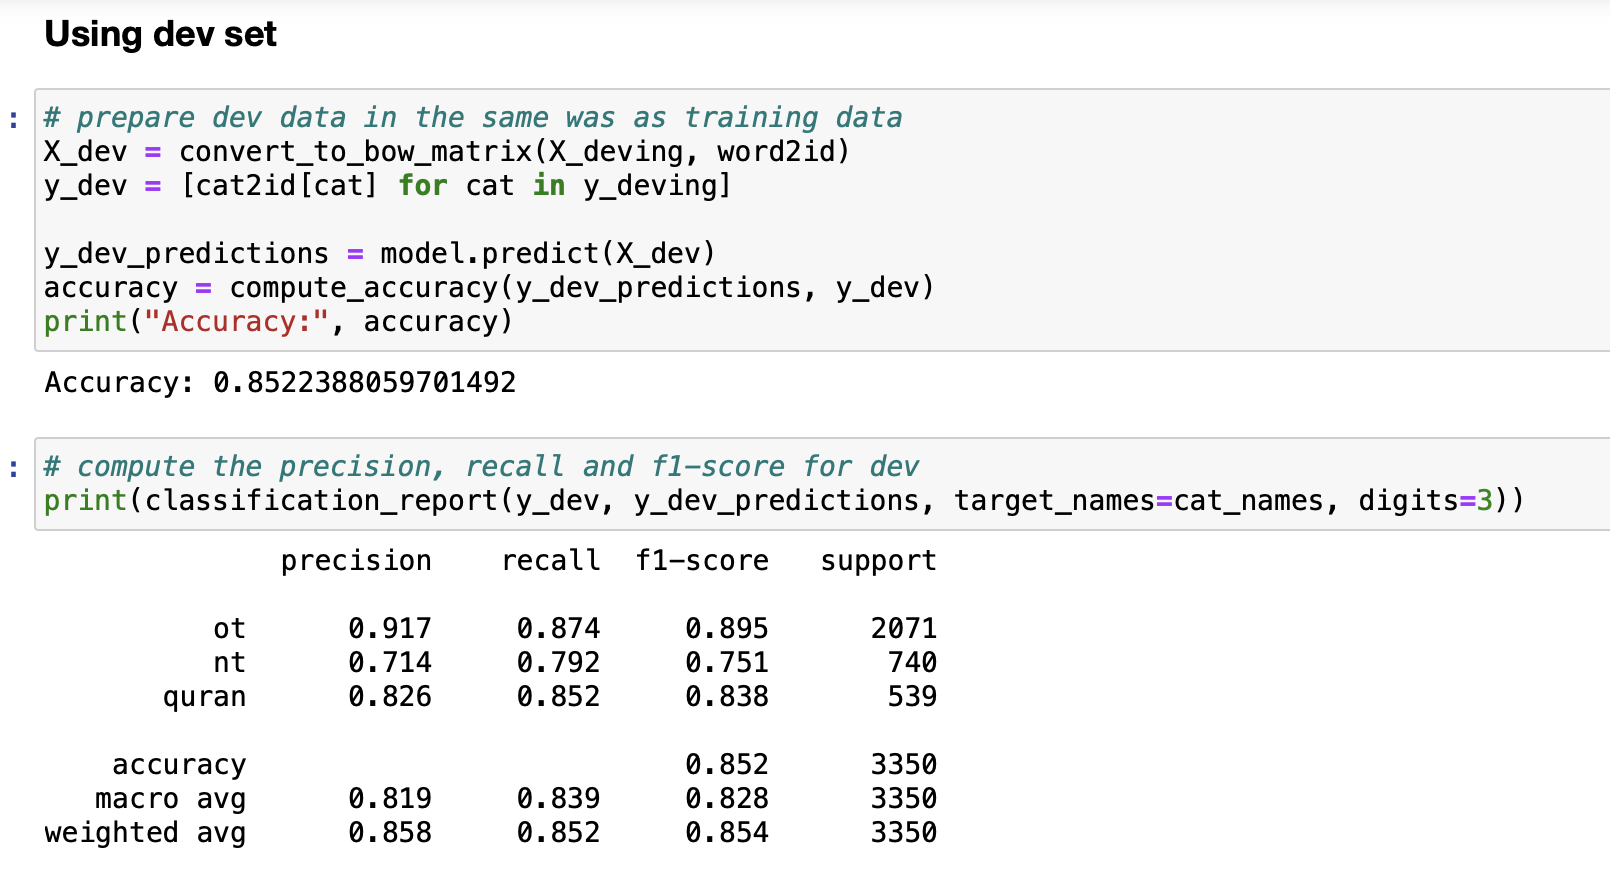 Using dev set
:
# prepare dev data in the same was as training data
X_dev = convert_to_bow_matrix(X_deving, word2id)
y_dev = [cat2id[cat] for cat in y_deving]
y_dev_predictions = model.predict(X_dev)
accuracy = compute_accuracy(y_dev_predictions, y_dev)
print("Accuracy:", accuracy)
Accuracy: 0.8522388059701492
:
# compute the precision, recall and f1-score for dev
print(classification_report(y_dev, y_dev_predictions, target_names=cat_names, digits=3))
precision recall f1-score support
ot 0.917 0.874 0.895 2071
nt 0.714 0.792 0.751 740
quran 0.826 0.852 0.838 539
accuracy 0.852 3350
macro avg 0.819 0.839 0.828 3350
weighted avg 0.858 0.852 0.854 3350